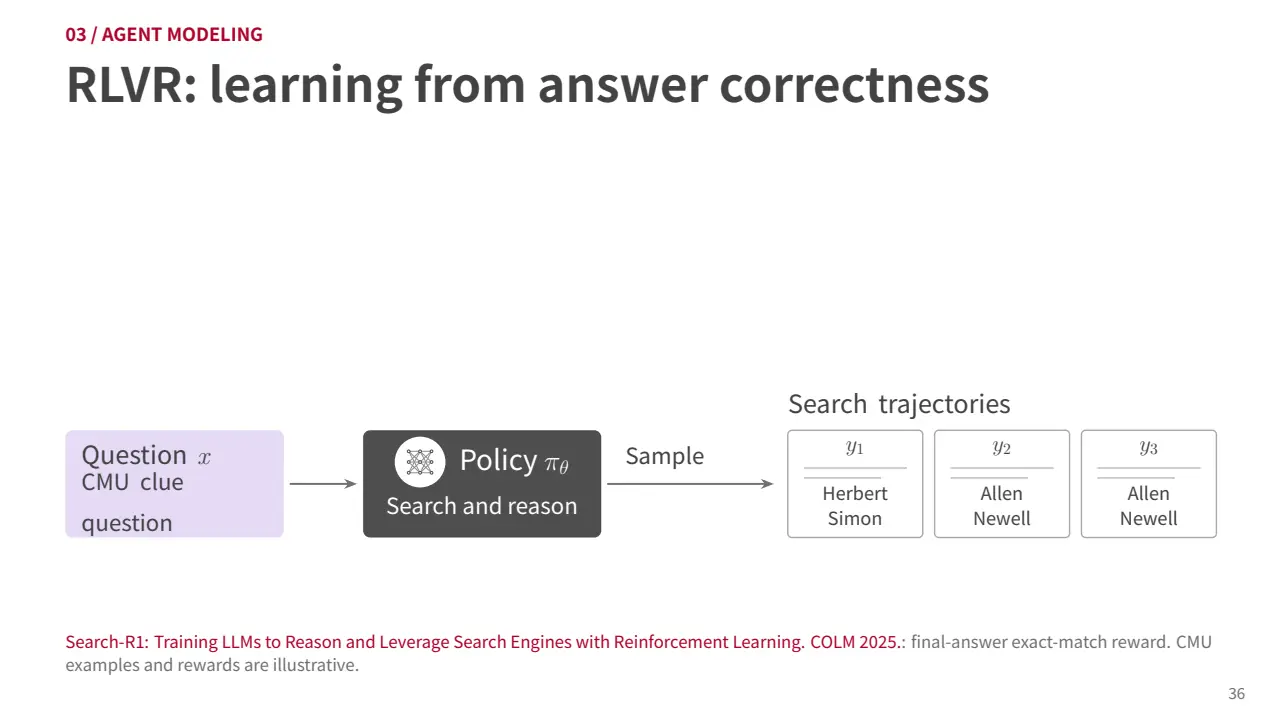 03 / AGENT MODELING
RLVR: learning from answer correctness
Search trajectories
Question x
CMU clue
question
Policy πθ
Search and reason
Sample
y1
Herbert
Simon
y2
Allen
Newell
y3
Allen
Newell
Search-R1: Training LLMs to Reason and Leverage Search Engines with Reinforcement Learning. COLM 2025.: final-answer exact-match reward. CMU
examples and rewards are illustrative.
36